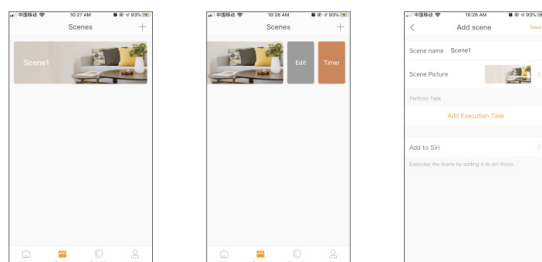 中国移动 10:27 AM 93%
Scenes +
Scene1
中国移动 10:28 AM 93%
Scenes +
Edit Timer
中国移动 10:28 AM 93%
< Add scene Save
Scene name Scene1
Scene Picture >
Perform Task
Add Execution Task
Add to Siri >
Executes the scene by adding it to siri Voice.